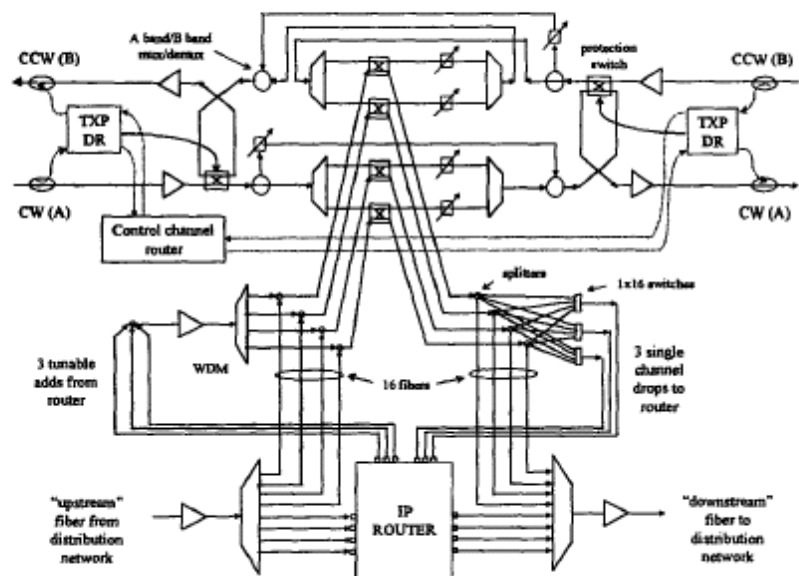 A band/B band
mux/demux
CCW (B)
protection
switch
CCW (B)
TXP
DR
TXP
DR
CW (A)
CW (A)
Control channel
router
splitters
1x16 switches
3 tunable
adds from
router
WDM
16 fibers
3 single
channel
drops to
router
"upstream"
fiber from
distribution
network
IP
ROUTER
"downstream"
fiber to
distribution
network